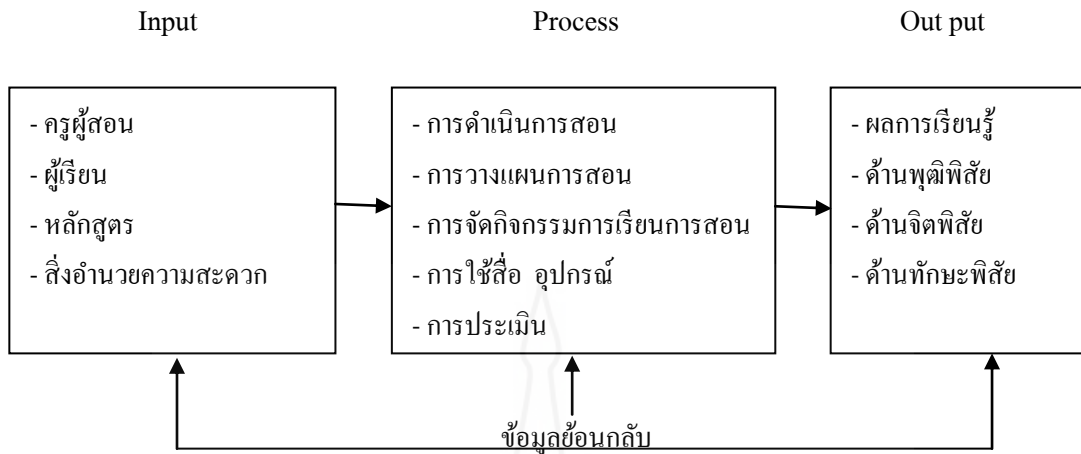 Input
Process
Out put
- ครูผู้สอน
- ผู้เรียน
- หลักสูตร
- สิ่งอำนวยความสะดวก
- การดำเนินการสอน
- การวางแผนการสอน
- การจัดกิจกรรมการเรียนการสอน
- การใช้สื่อ อุปกรณ์
- การประเมิน
- ผลการเรียนรู้
- ด้านพุฒิพิสัย
- ด้านจิตพิสัย
- ด้านทักษะพิสัย
ข้อมูลย้อนกลับ